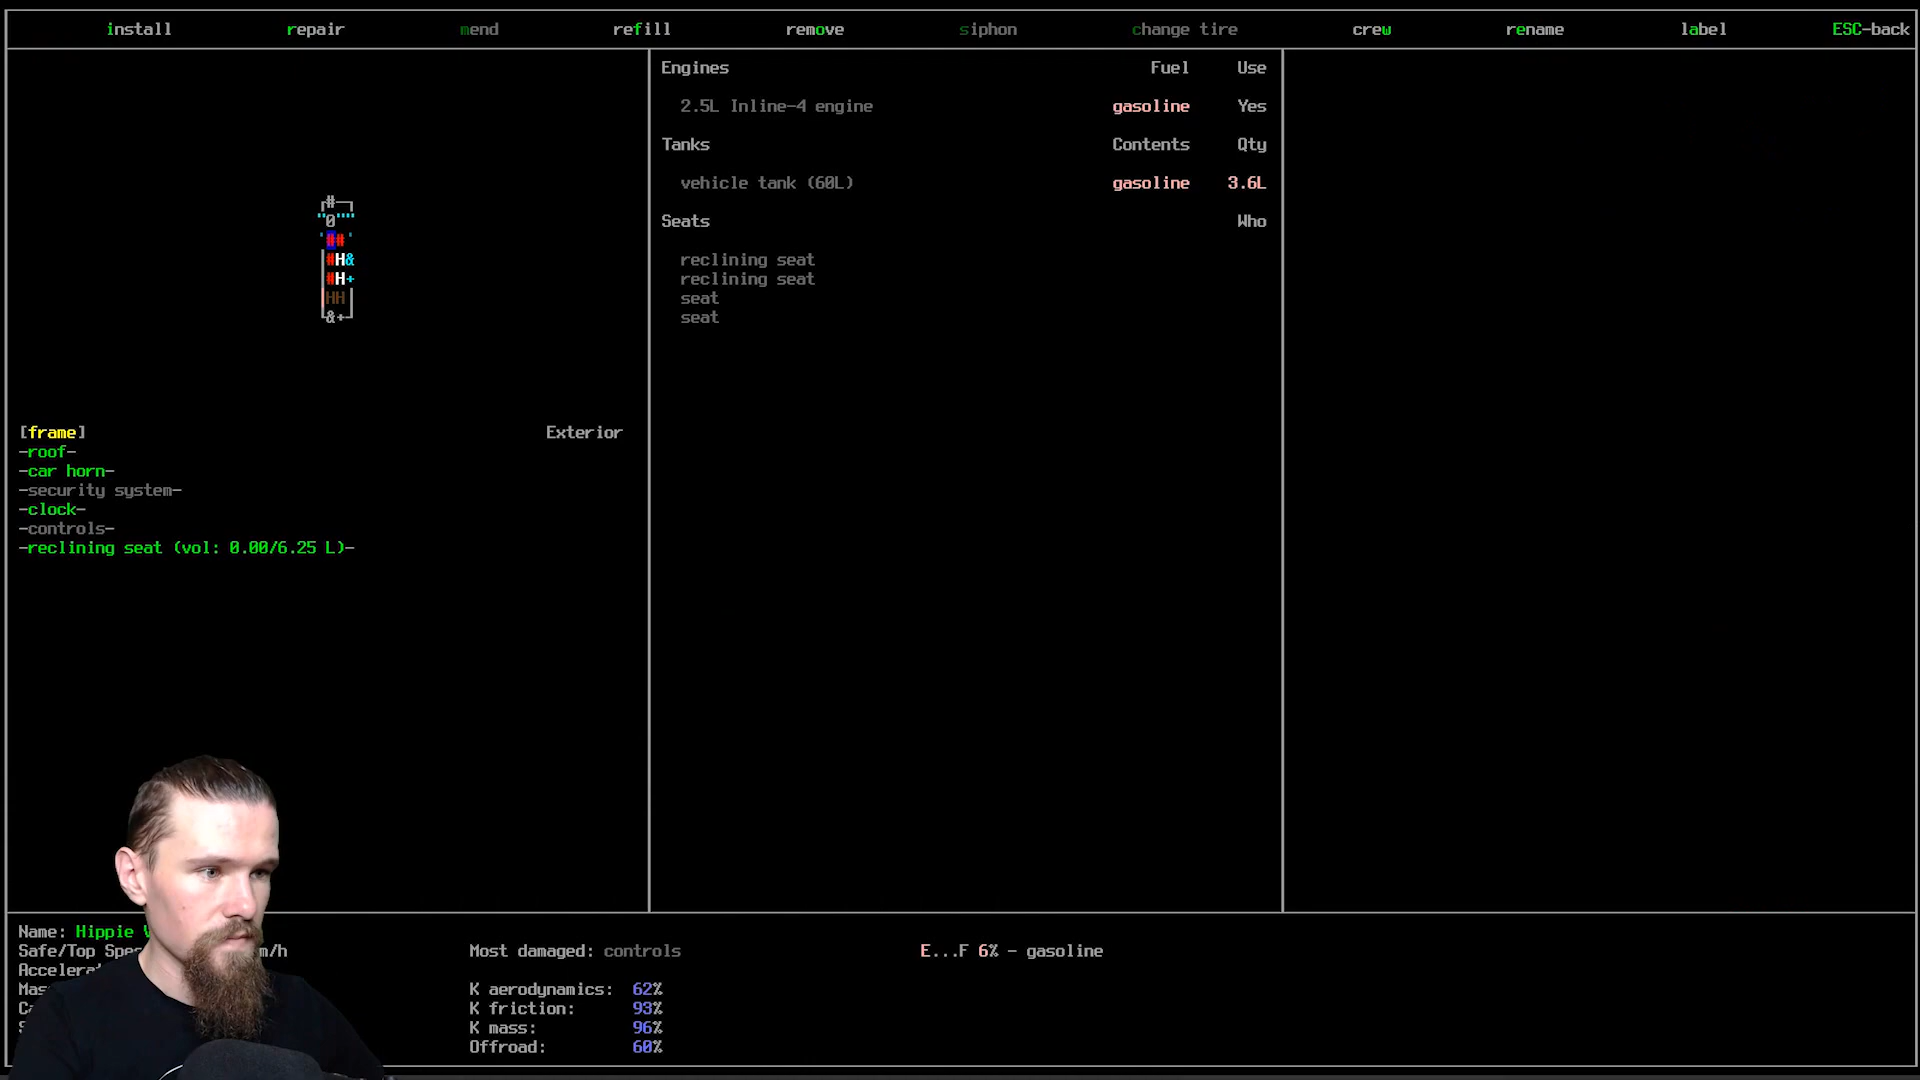 install repair mend refill remove siphon change tire crew rename label ESC-back
Engines Fuel Use
2.5L Inline-4 engine gasoline Yes
Tanks Contents Qty
vehicle tank (60L) gasoline 3.6L
Seats Who
reclining seat
reclining seat
seat
seat
[frame] Exterior
-roof-
-car horn-
-security system-
-clock-
-controls-
-reclining seat (vol: 0.00/6.25 L)-
Name: Hippie
Safe/Top m/h Most damaged: controls E...F 6% - gasoline
K aerodynamics: 62%
K friction: 93%
K mass: 96%
Offroad: 60%